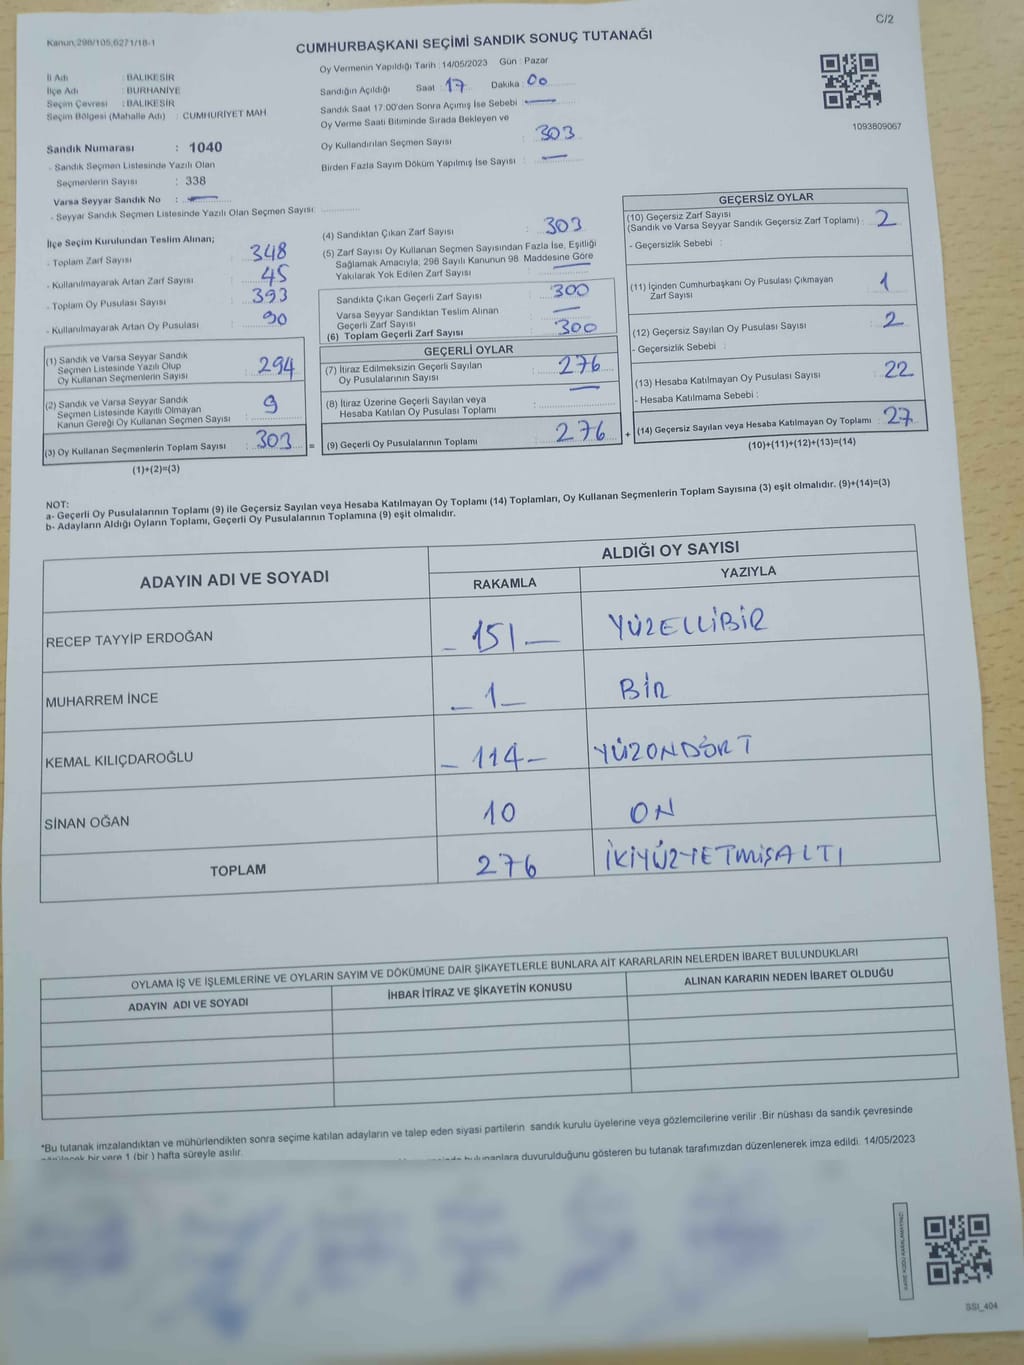 C/2
Kanun,298/105,6271/18-1
CUMHURBAŞKANI SEÇİMİ SANDIK SONUÇ TUTANAĞI
İl Adı : BALIKESİR
İlçe Adı : BURHANİYE
Seçim Çevresi : BALIKESİR
Seçim Bölgesi (Mahalle Adı) : CUMHURİYET MAH
Sandık Numarası : 1040
- Sandık Seçmen Listesinde Yazılı Olan
Seçmenlerin Sayısı : 338
Varsa Seyyar Sandık No :
- Seyyar Sandık Seçmen Listesinde Yazılı Olan Seçmen Sayısı:
Oy Vermenin Yapıldığı Tarih : 14/05/2023 Gün : Pazar
Sandığın Açıldığı Saat : 17 Dakika : 00
Sandık Saat 17:00'den Sonra Açılmış İse Sebebi :
Oy Verme Saati Bitiminde Sırada Bekleyen ve
Oy Kullandırılan Seçmen Sayısı : 303
Birden Fazla Sayım Döküm Yapılmış İse Sayısı :
1093809067
İlçe Seçim Kurulundan Teslim Alınan;
- Toplam Zarf Sayısı : 348
- Kullanılmayarak Artan Zarf Sayısı : 45
- Toplam Oy Pusulası Sayısı : 393
- Kullanılmayarak Artan Oy Pusulası : 90
(1) Sandık ve Varsa Seyyar Sandık
Seçmen Listesinde Yazılı Olup
Oy Kullanan Seçmenlerin Sayısı : 294
(2) Sandık ve Varsa Seyyar Sandık
Seçmen Listesinde Kayıtlı Olmayan
Kanun Gereği Oy Kullanan Seçmen Sayısı : 9
(3) Oy Kullanan Seçmenlerin Toplam Sayısı : 303 =
(1)+(2)=(3)
(4) Sandıktan Çıkan Zarf Sayısı : 303
(5) Zarf Sayısı Oy Kullanan Seçmen Sayısından Fazla İse, Eşitliği
Sağlamak Amacıyla, 298 Sayılı Kanunun 98. Maddesine Göre
Yakılarak Yok Edilen Zarf Sayısı :
Sandıkta Çıkan Geçerli Zarf Sayısı : 300
Varsa Seyyar Sandıktan Teslim Alınan
Geçerli Zarf Sayısı :
(6) Toplam Geçerli Zarf Sayısı : 300
GEÇERLİ OYLAR
(7) İtiraz Edilmeksizin Geçerli Sayılan
Oy Pusulalarının Sayısı : 276
(8) İtiraz Üzerine Geçerli Sayılan veya
Hesaba Katılan Oy Pusulası Toplamı :
(9) Geçerli Oy Pusulalarının Toplamı : 276 +
GEÇERSİZ OYLAR
(10) Geçersiz Zarf Sayısı
(Sandık ve Varsa Seyyar Sandık Geçersiz Zarf Toplamı) : 2
- Geçersizlik Sebebi :
(11) İçinden Cumhurbaşkanı Oy Pusulası Çıkmayan
Zarf Sayısı : 1
(12) Geçersiz Sayılan Oy Pusulası Sayısı : 2
- Geçersizlik Sebebi :
(13) Hesaba Katılmayan Oy Pusulası Sayısı : 22
- Hesaba Katılmama Sebebi :
(14) Geçersiz Sayılan veya Hesaba Katılmayan Oy Toplamı : 27
(10)+(11)+(12)+(13)=(14)
NOT:
a- Geçerli Oy Pusulalarının Toplamı (9) ile Geçersiz Sayılan veya Hesaba Katılmayan Oy Toplamı (14) Toplamları, Oy Kullanan Seçmenlerin Toplam Sayısına (3) eşit olmalıdır. (9)+(14)=(3)
b- Adayların Aldığı Oyların Toplamı, Geçerli Oy Pusulalarının Toplamına (9) eşit olmalıdır.
ADAYIN ADI VE SOYADI
ALDIĞI OY SAYISI
RAKAMLA YAZIYLA
RECEP TAYYİP ERDOĞAN 151 YÜZELLİBİR
MUHARREM İNCE 1 BİR
KEMAL KILIÇDAROĞLU 114 YÜZONDÖRT
SİNAN OĞAN 10 ON
TOPLAM 276 İKİYÜZYETMİŞALTI
OYLAMA İŞ VE İŞLEMLERİNE VE OYLARIN SAYIM VE DÖKÜMÜNE DAİR ŞİKAYETLERLE BUNLARA AİT KARARLARIN NELERDEN İBARET BULUNDUKLARI
ADAYIN ADI VE SOYADI İHBAR İTİRAZ VE ŞİKAYETİN KONUSU ALINAN KARARIN NEDEN İBARET OLDUĞU
*Bu tutanak imzalandıktan ve mühürlendikten sonra seçime katılan adayların ve talep eden siyasi partilerin sandık kurulu üyelerine veya gözlemcilerine verilir .Bir nüshası da sandık çevresinde
bir yere 1 (bir ) hafta süreyle asılır.
bulunanlara duyurulduğunu gösteren bu tutanak tarafımızdan düzenlenerek imza edildi. 14/05/2023
SSI_404